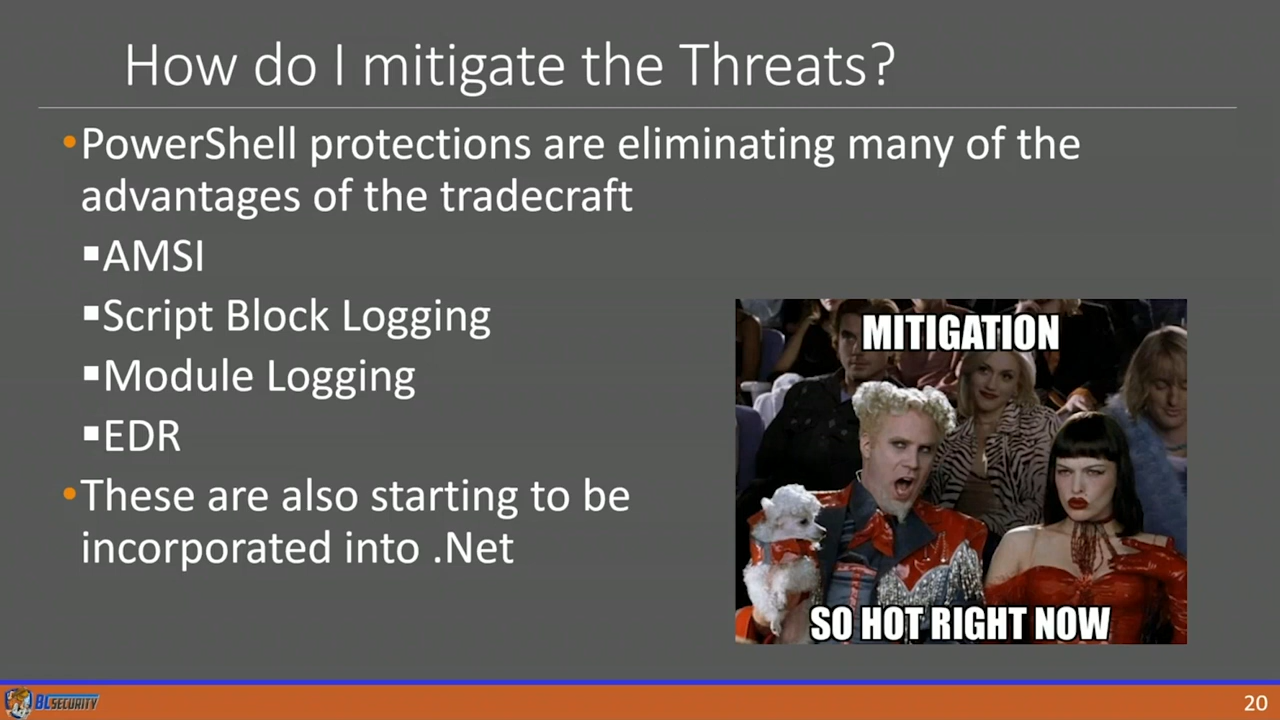 How do I mitigate the Threats?
•PowerShell protections are eliminating many of the
advantages of the tradecraft
▪AMSI
▪Script Block Logging
▪Module Logging
▪EDR
•These are also starting to be
incorporated into .Net
MITIGATION
SO HOT RIGHT NOW
BC SECURITY
20